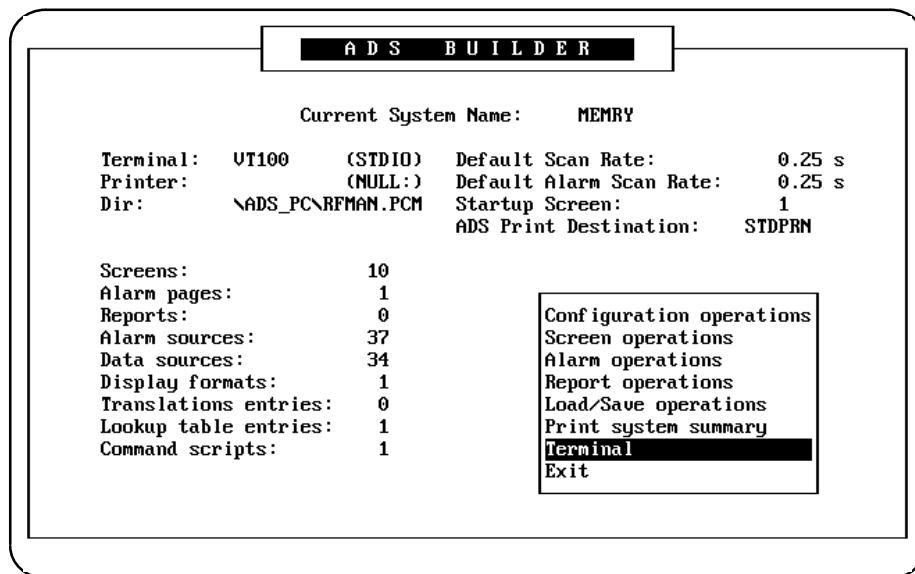 ADS BUILDER
Current System Name: MEMRY
Terminal: VT100 (STDIO) Default Scan Rate: 0.25 s
Printer: (NULL:) Default Alarm Scan Rate: 0.25 s
Dir: \ADS_PC\RFMAN.PCM Startup Screen: 1
ADS Print Destination: STDPRN
Screens: 10
Alarm pages: 1
Reports: 0
Alarm sources: 37
Data sources: 34
Display formats: 1
Translations entries: 0
Lookup table entries: 1
Command scripts: 1
Configuration operations
Screen operations
Alarm operations
Report operations
Load/Save operations
Print system summary
Terminal
Exit